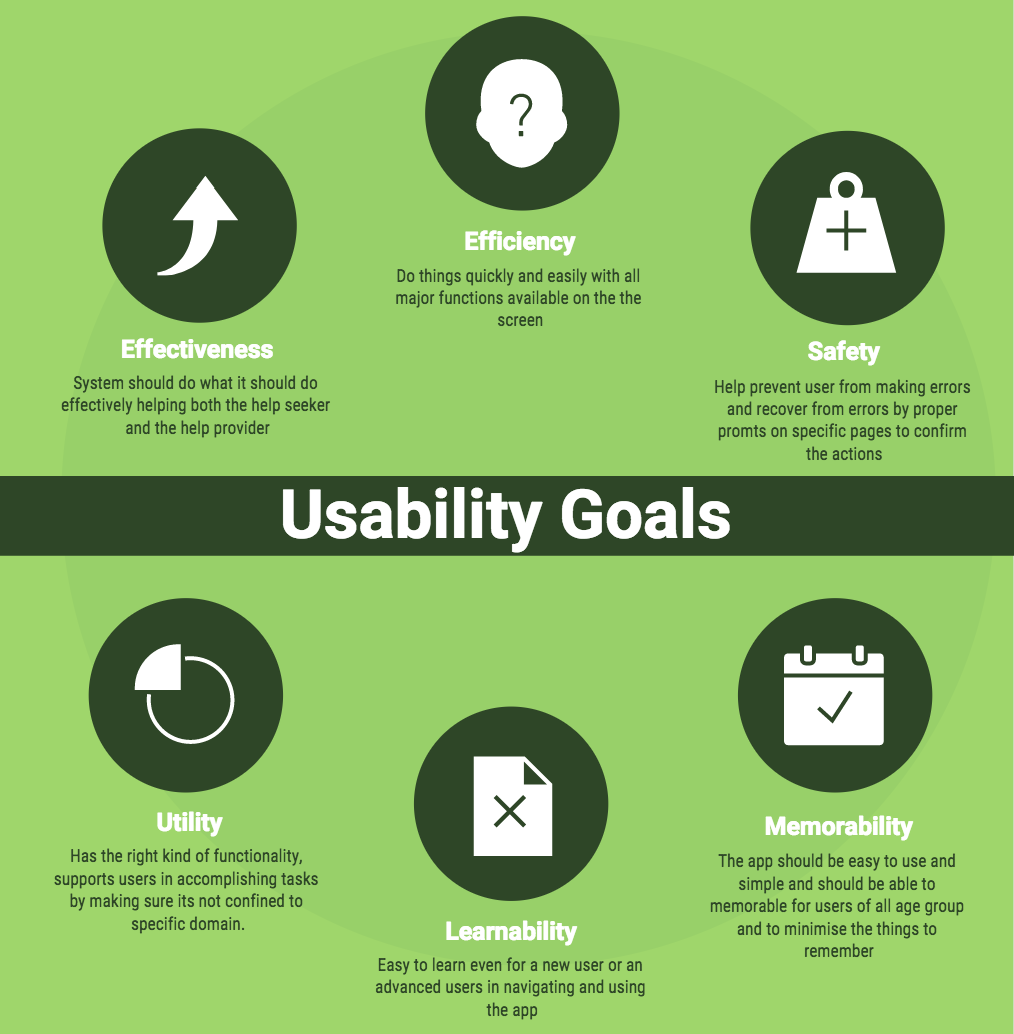 ?
Efficiency
Do things quickly and easily with all
major functions available on the the
screen
Effectiveness
System should do what it should do
effectively helping both the help seeker
and the help provider
Safety
Help prevent user from making errors
and recover from errors by proper
promts on specific pages to confirm
the actions
Usability Goals
Utility
Has the right kind of functionality,
supports users in accomplishing tasks
by making sure its not confined to
specific domain.
Learnability
Easy to learn even for a new user or an
advanced users in navigating and using
the app
Memorability
The app should be easy to use and
simple and should be able to
memorable for users of all age group
and to minimise the things to
remember